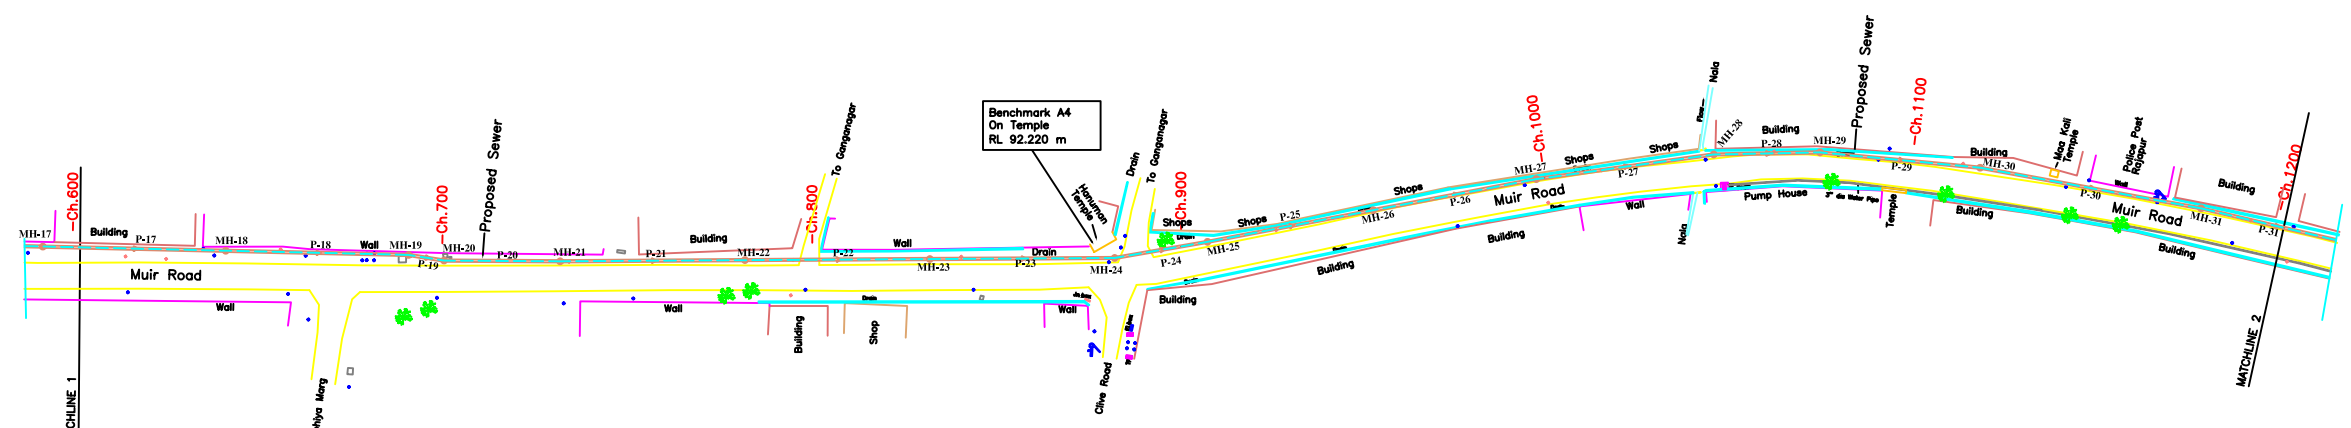 MH-17
Ch.600
Building
P-17
MH-18
P-18
Wall
MH-19
P-19
MH-20
Ch.700
Proposed Sewer
P-20
MH-21
P-21
Building
MH-22
Ch.800
To Ganganagar
P-22
Wall
MH-23
P-23
Drain
Benchmark A4
On Temple
RL 92.220 m
Hanuman
Temple
MH-24
Drain
To Ganganagar
Ch.900
P-24
Shops
Drain
MH-25
Shops
P-25
MH-26
Shops
P-26
MH-27
Ch.1000
Shops
P-27
Shops
Nala
MH-28
Building
P-28
MH-29
Proposed Sewer
P-29
Ch.1100
Building
MH-30
Maa Kali
Temple
P-30
Wall
Police Post
Rajapur
MH-31
Building
P-31
Ch.1200
Muir Road
Muir Road
Muir Road
CHLINE 1
Wall
ohiya Marg
Wall
Building
Drain
Shop
Wall
Clive Road
Building
Building
Building
Wall
Nala
Pump House
Temple
Building
Building
MATCHLINE 2